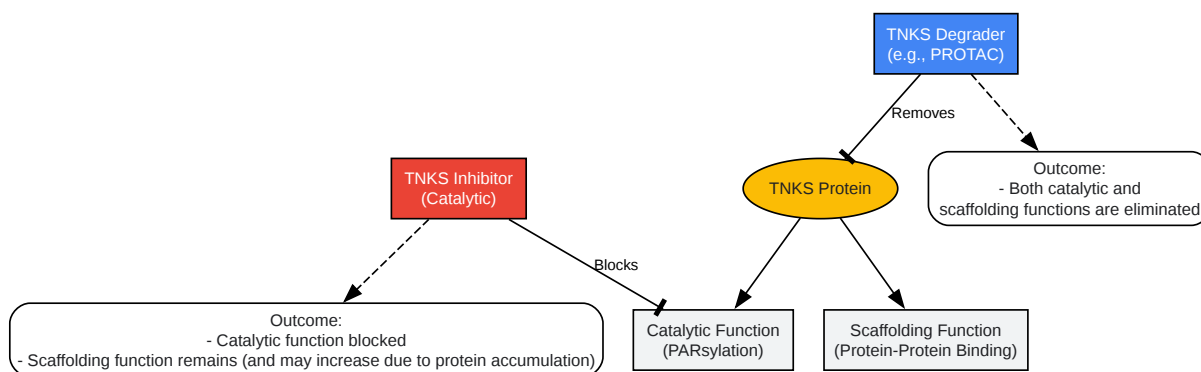 TNKS Degrader
(e.g., PROTAC)
Removes
TNKS Inhibitor
(Catalytic)
TNKS Protein
Outcome:
- Both catalytic and
scaffolding functions are eliminated
Blocks
Outcome:
- Catalytic function blocked
- Scaffolding function remains (and may increase due to protein accumulation)
Catalytic Function
(PARsylation)
Scaffolding Function
(Protein-Protein Binding)